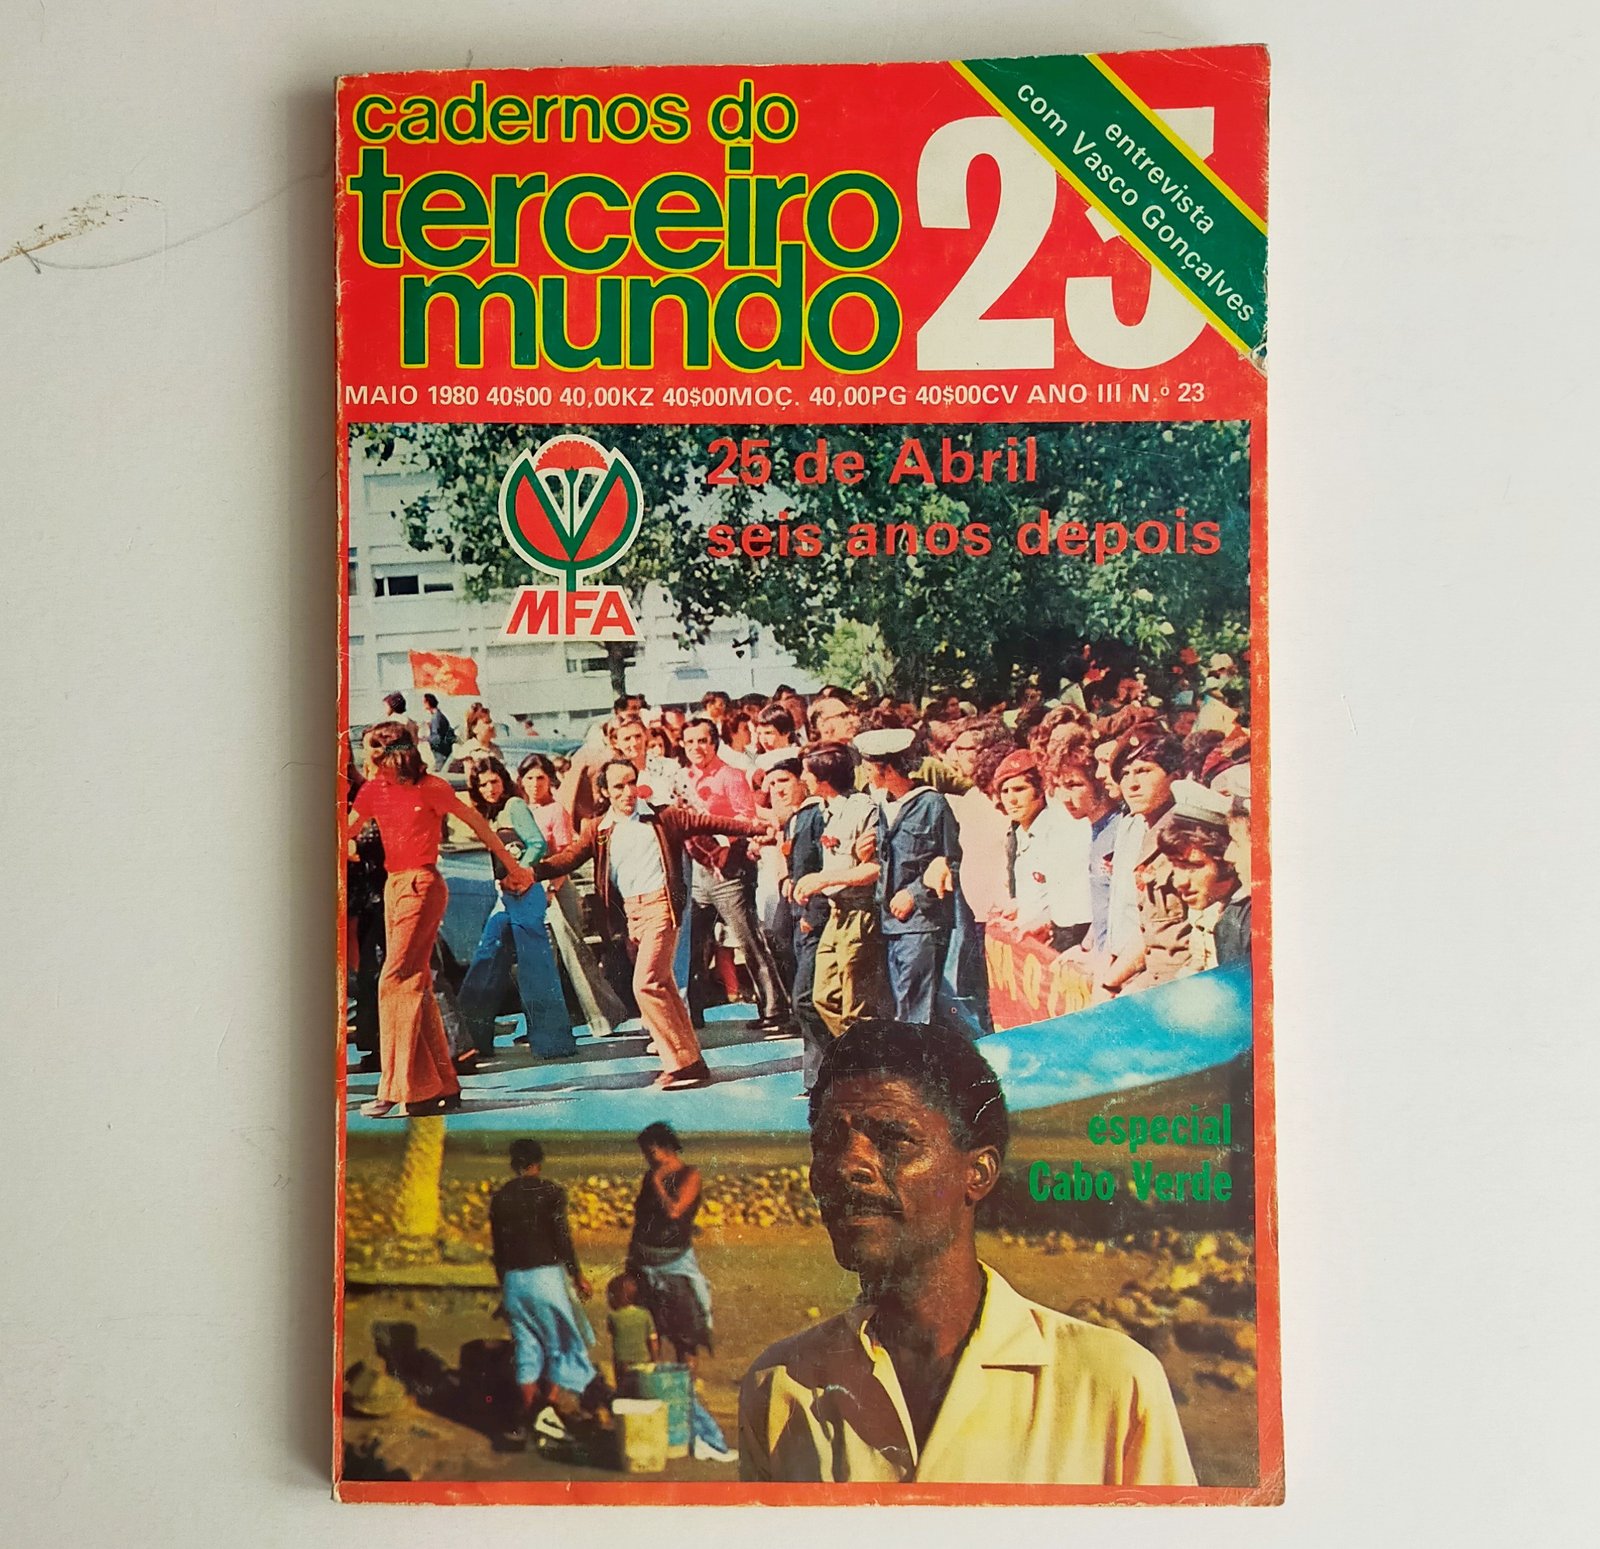 cadernos do
terceiro
mundo
23
entrevista
com Vasco Gonçalves
MAIO 1980 40$00 40,00KZ 40$00MOÇ. 40,00PG 40$00CV ANO III N.º 23
25 de Abril
seis anos depois
MFA
especial
Cabo Verde